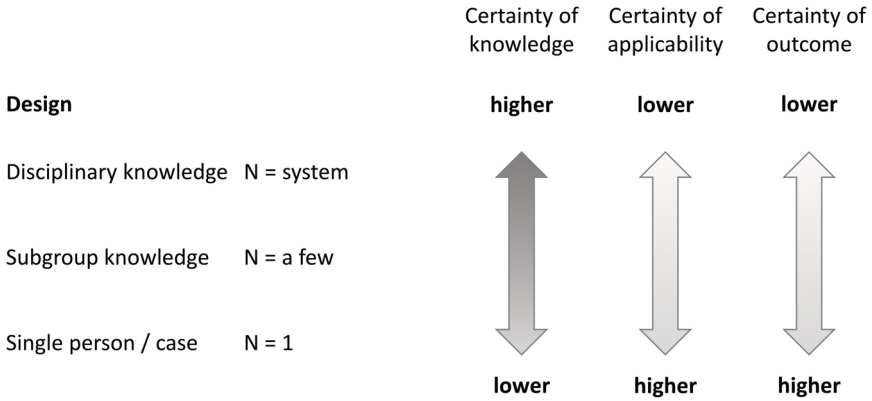 Certainty of knowledge
Certainty of applicability
Certainty of outcome
Design higher lower lower
Disciplinary knowledge N = system
Subgroup knowledge N = a few
Single person / case N = 1
lower higher higher